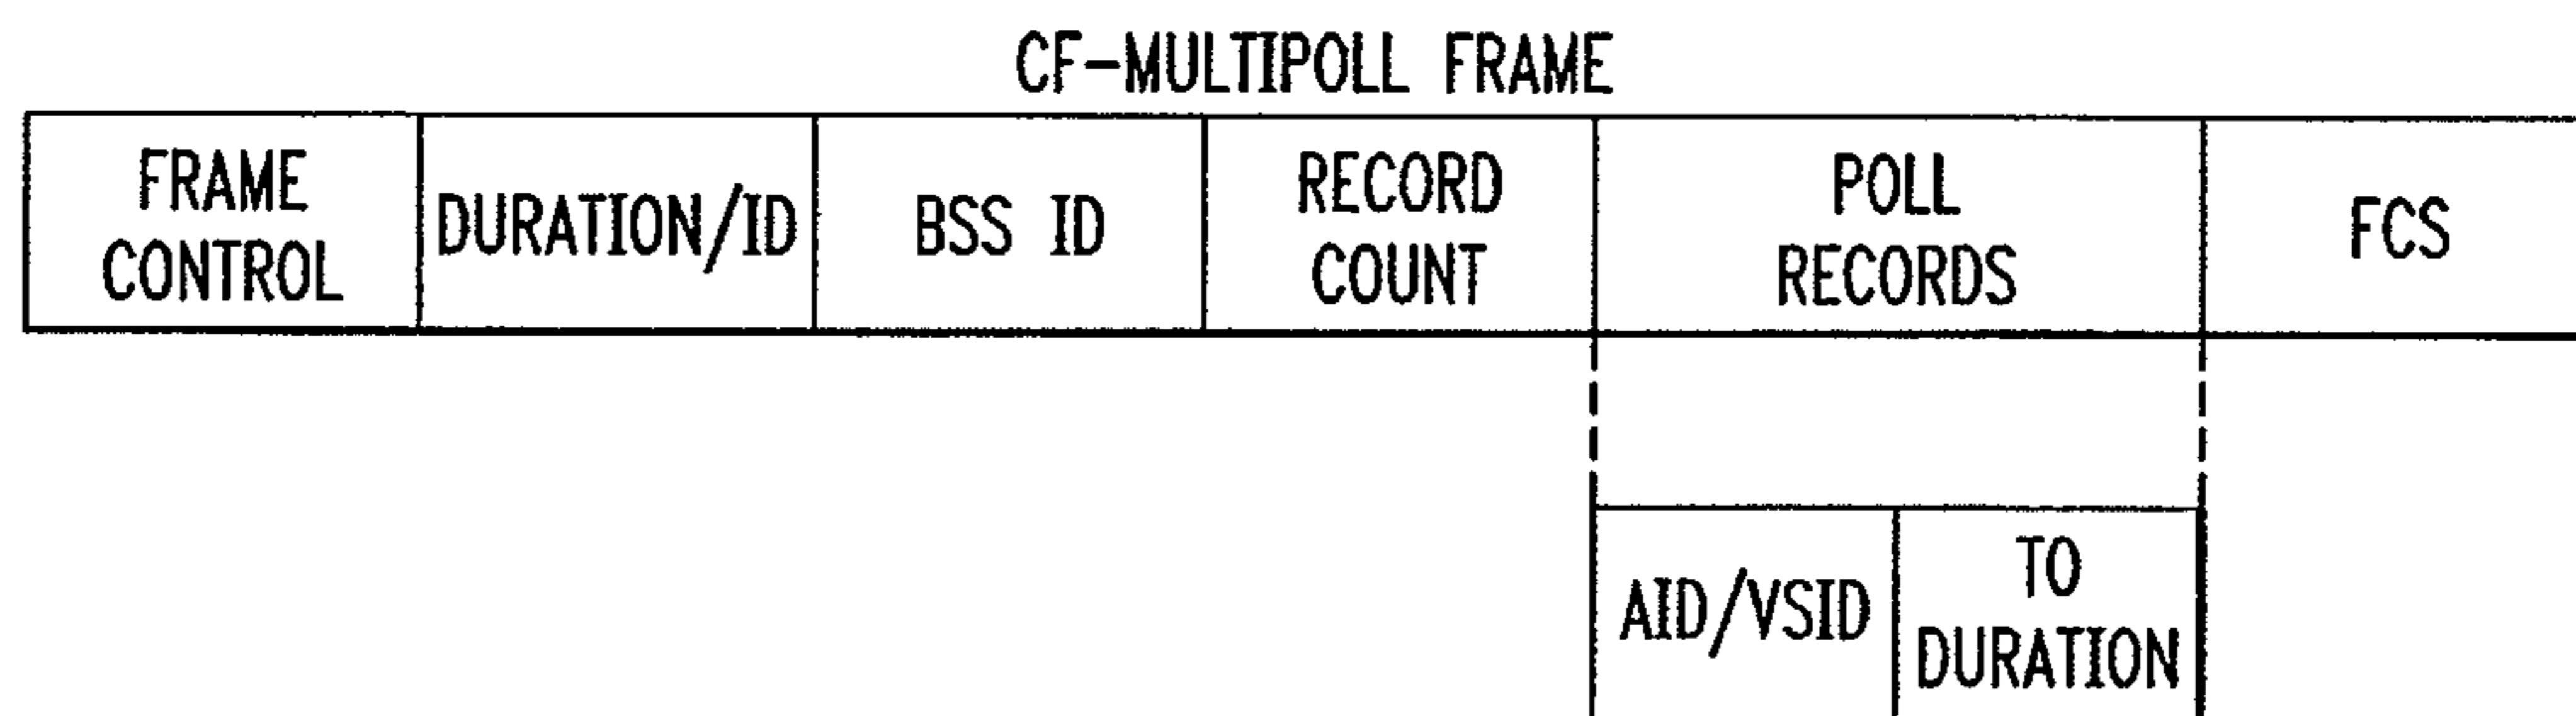 CF-MULTIPOLL FRAME
FRAME
CONTROL
DURATION/ID
BSS ID
RECORD
COUNT
POLL
RECORDS
FCS
AID/VSID
TO
DURATION